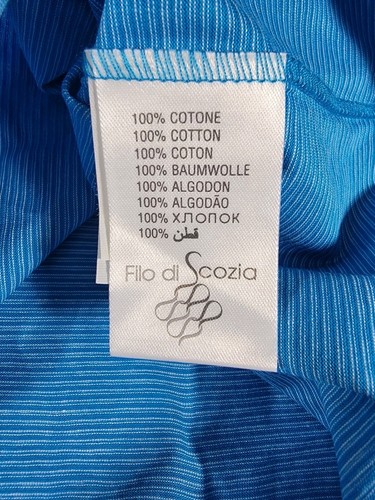 100% COTONE
100% COTTON
100% COTON
100% BAUMWOLLE
100% ALGODON
100% ALGODÃO
100% ХЛОПОК
100% قطن
Filo di Scozia